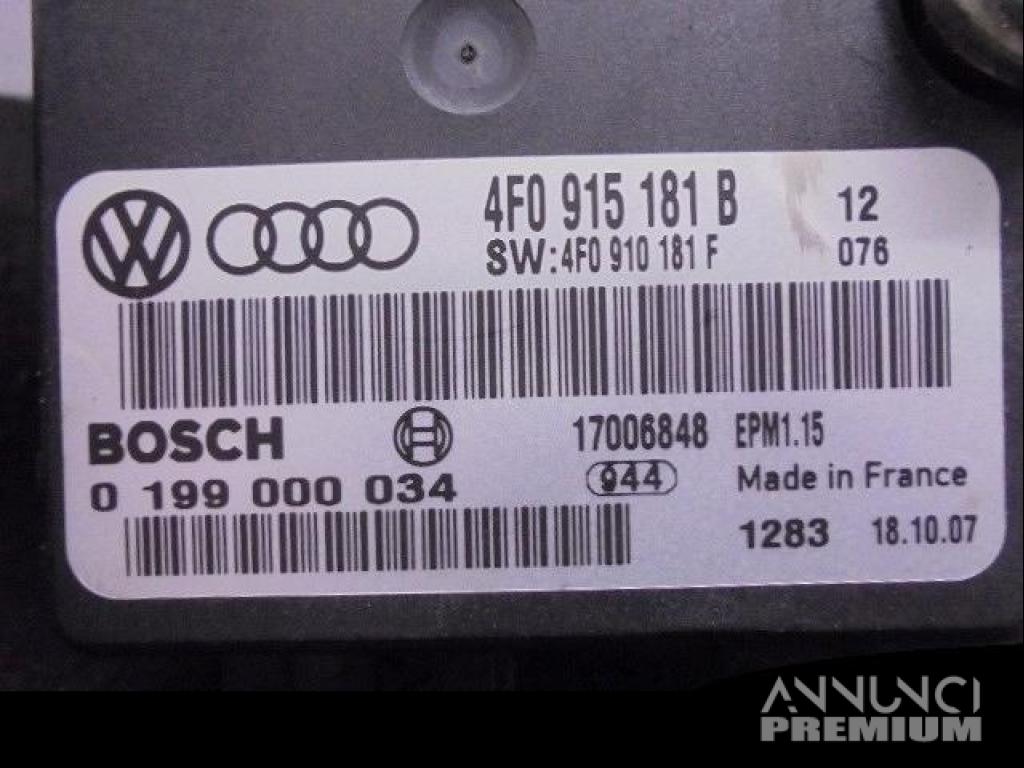 4F0 915 181 B 12
SW:4F0 910 181 F 076
BOSCH 17006848 EPM1.15
0 199 000 034 944 Made in France
1283 18.10.07
ANNUNCI
PREMIUM